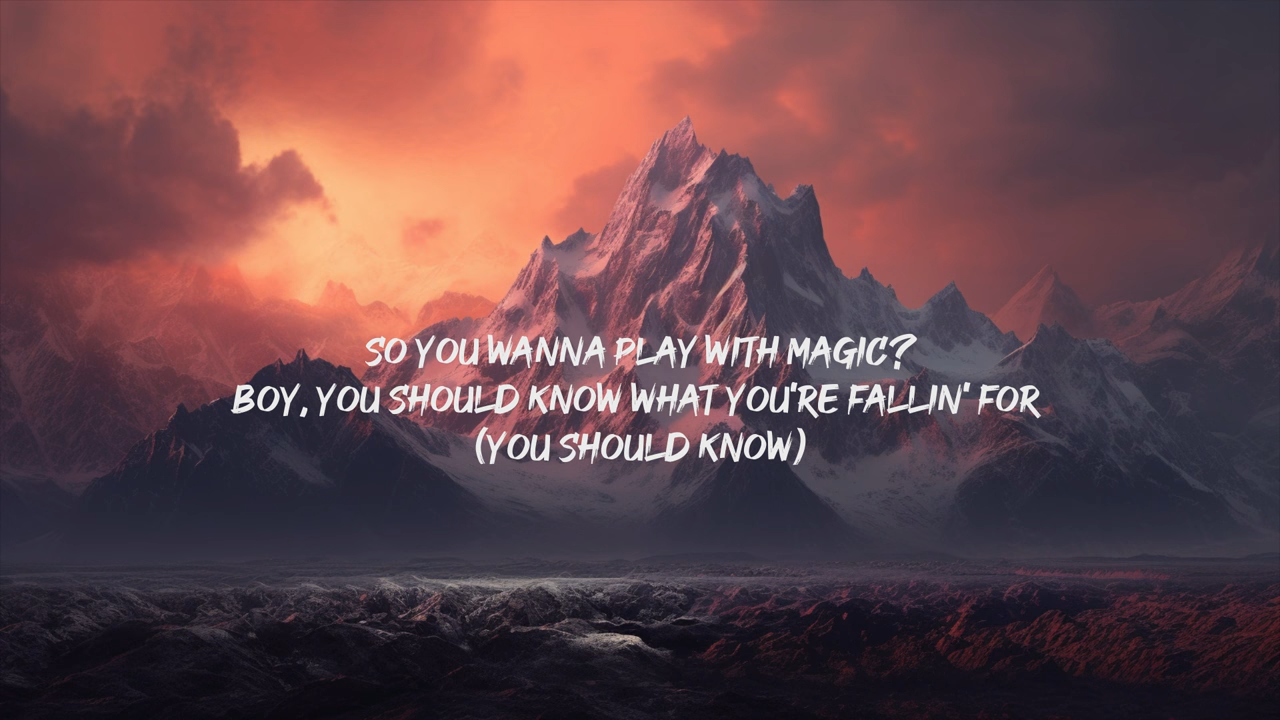 SO YOU WANNA PLAY WITH MAGIC?
BOY, YOU SHOULD KNOW WHAT YOU'RE FALLIN' FOR
(YOU SHOULD KNOW)